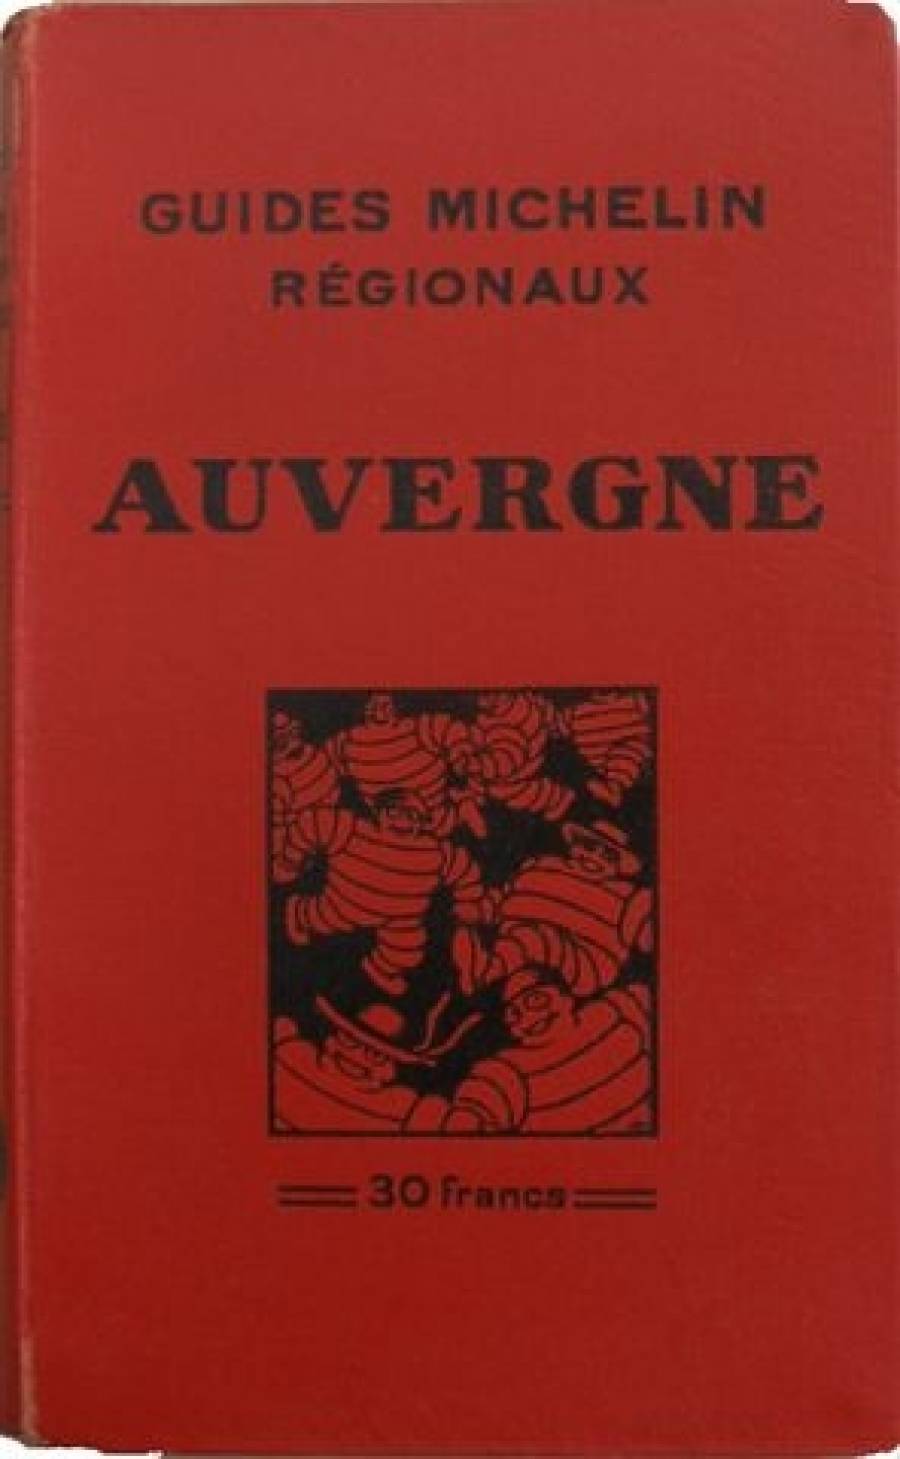 GUIDES MICHELIN
RÉGIONAUX
AUVERGNE
30 francs